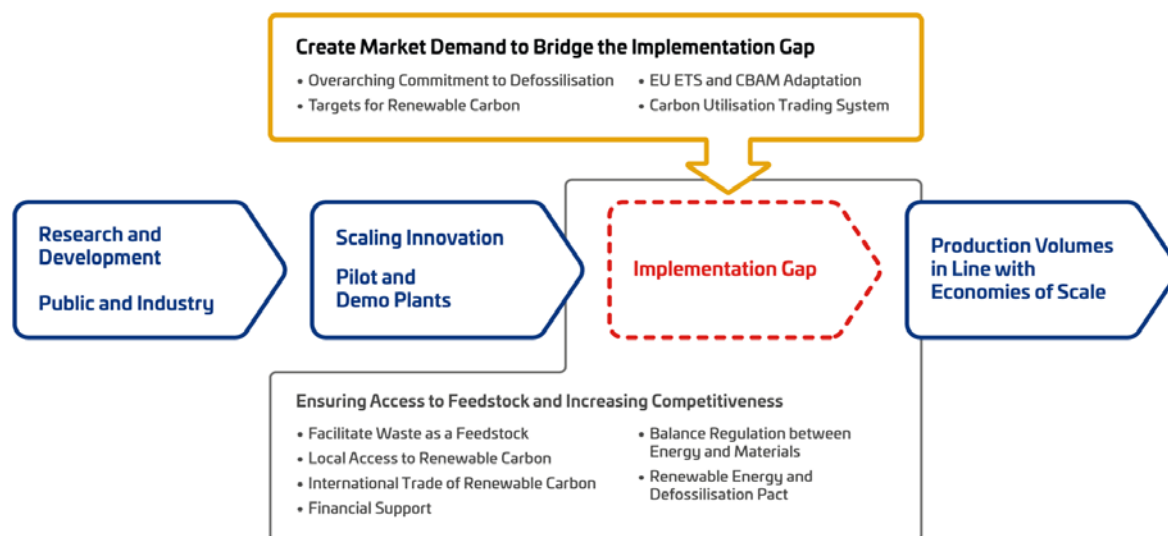 Create Market Demand to Bridge the Implementation Gap
• Overarching Commitment to Defossilisation
• Targets for Renewable Carbon
• EU ETS and CBAM Adaptation
• Carbon Utilisation Trading System
Research and
Development
Public and Industry
Scaling Innovation
Pilot and
Demo Plants
Implementation Gap
Production Volumes
in Line with
Economies of Scale
Ensuring Access to Feedstock and Increasing Competitiveness
• Facilitate Waste as a Feedstock
• Local Access to Renewable Carbon
• International Trade of Renewable Carbon
• Financial Support
• Balance Regulation between
Energy and Materials
• Renewable Energy and
Defossilisation Pact